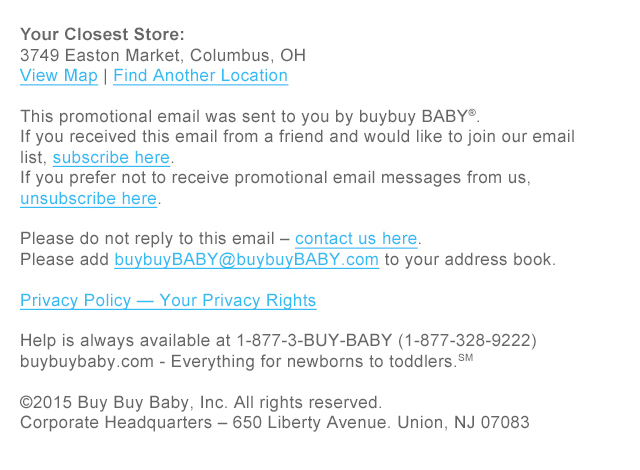 Your Closest Store:
3749 Easton Market, Columbus, OH
View Map | Find Another Location
This promotional email was sent to you by buybuy BABY®.
If you received this email from a friend and would like to join our email
list, subscribe here.
If you prefer not to receive promotional email messages from us,
unsubscribe here.
Please do not reply to this email – contact us here.
Please add buybuyBABY@buybuyBABY.com to your address book.
Privacy Policy — Your Privacy Rights
Help is always available at 1-877-3-BUY-BABY (1-877-328-9222)
buybuybaby.com - Everything for newborns to toddlers.℠
©2015 Buy Buy Baby, Inc. All rights reserved.
Corporate Headquarters – 650 Liberty Avenue. Union, NJ 07083